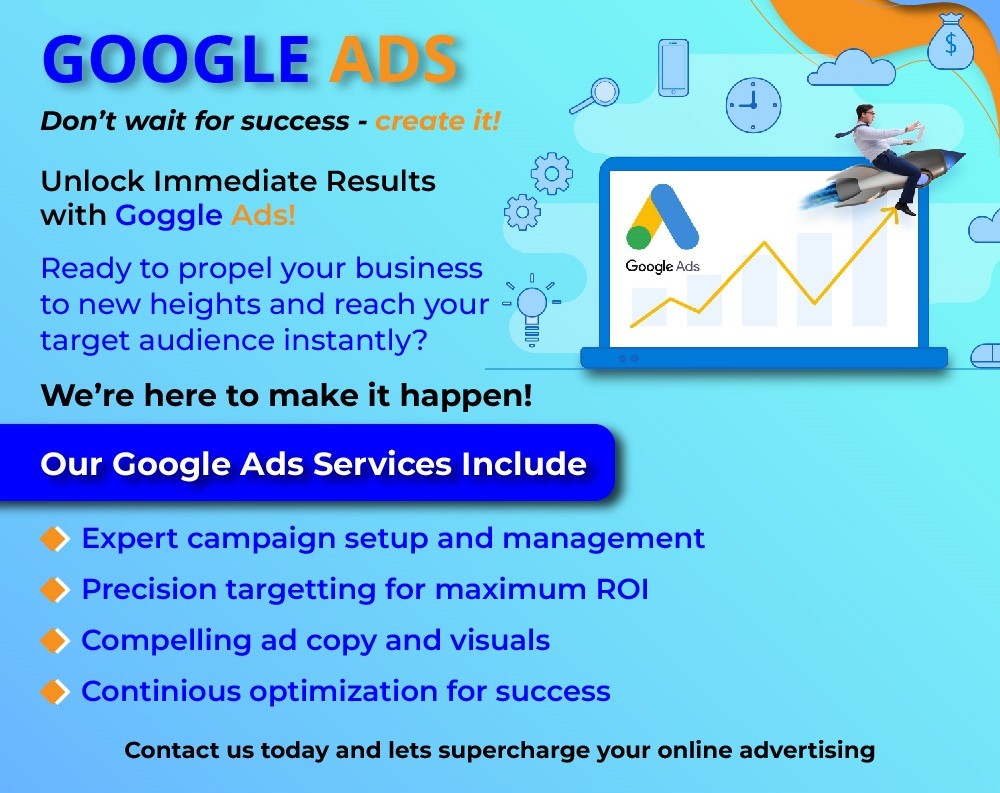 GOOGLE ADS
Don’t wait for success - create it!
Unlock Immediate Results
with Goggle Ads!
Ready to propel your business
to new heights and reach your
target audience instantly?
We’re here to make it happen!
$
Google Ads
Our Google Ads Services Include
Expert campaign setup and management
Precision targetting for maximum ROI
Compelling ad copy and visuals
Continious optimization for success
Contact us today and lets supercharge your online advertising